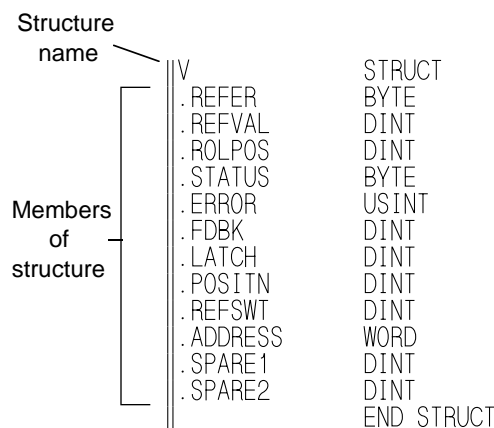 Structure
name
V STRUCT
.REFER BYTE
.REFVAL DINT
.ROLPOS DINT
.STATUS BYTE
.ERROR USINT
.FDBK DINT
.LATCH DINT
.POSITN DINT
.REFSWT DINT
.ADDRESS WORD
.SPARE1 DINT
.SPARE2 DINT
END STRUCT
Members
of
structure